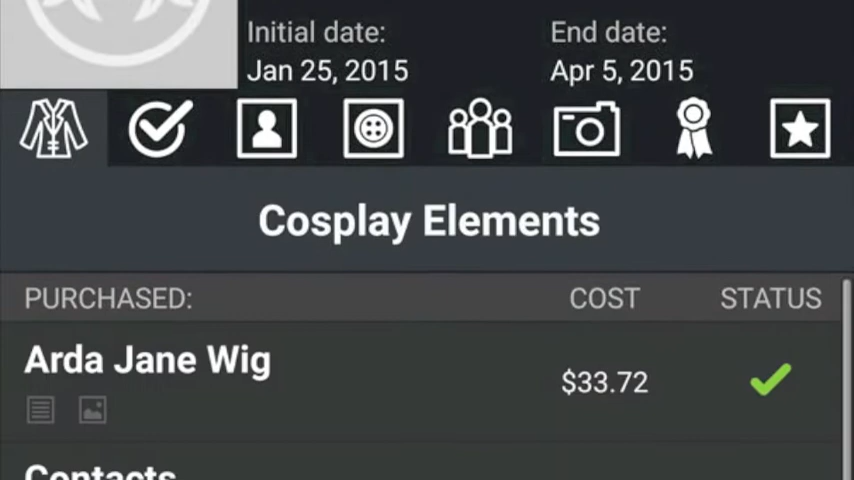 Initial date:
End date:
Jan 25, 2015
Apr 5, 2015
Cosplay Elements
PURCHASED:
COST
STATUS
Arda Jane Wig
$33.72
Contacts